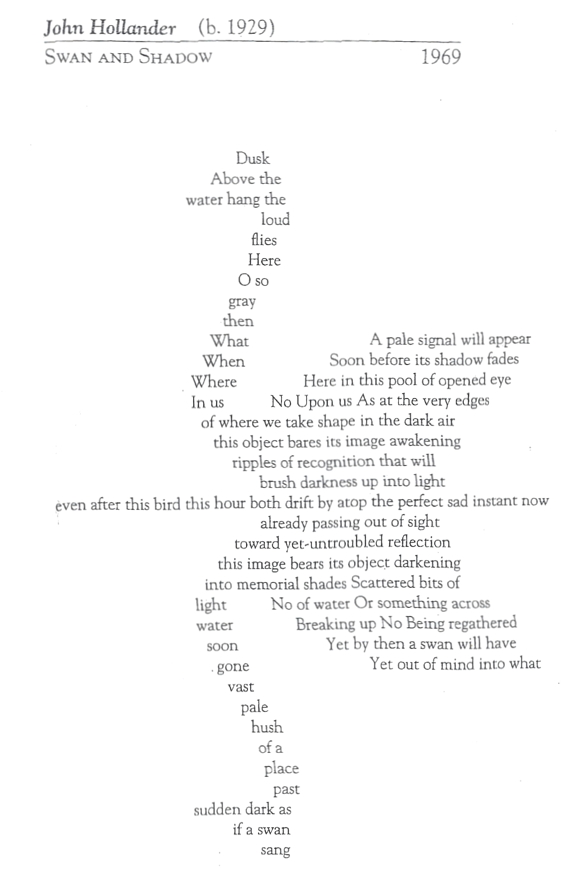 John Hollander (b. 1929)
SWAN AND SHADOW 1969
Dusk
Above the
water hang the
loud
flies
Here
O so
gray
then
What A pale signal will appear
When Soon before its shadow fades
Where Here in this pool of opened eye
In us No Upon us As at the very edges
of where we take shape in the dark air
this object bares its image awakening
ripples of recognition that will
brush darkness up into light
even after this bird this hour both drift by atop the perfect sad instant now
already passing out of sight
toward yet-untroubled reflection
this image bears its object darkening
into memorial shades Scattered bits of
light No of water Or something across
water Breaking up No Being regathered
soon Yet by then a swan will have
gone Yet out of mind into what
vast
pale
hush
of a
place
past
sudden dark as
if a swan
sang